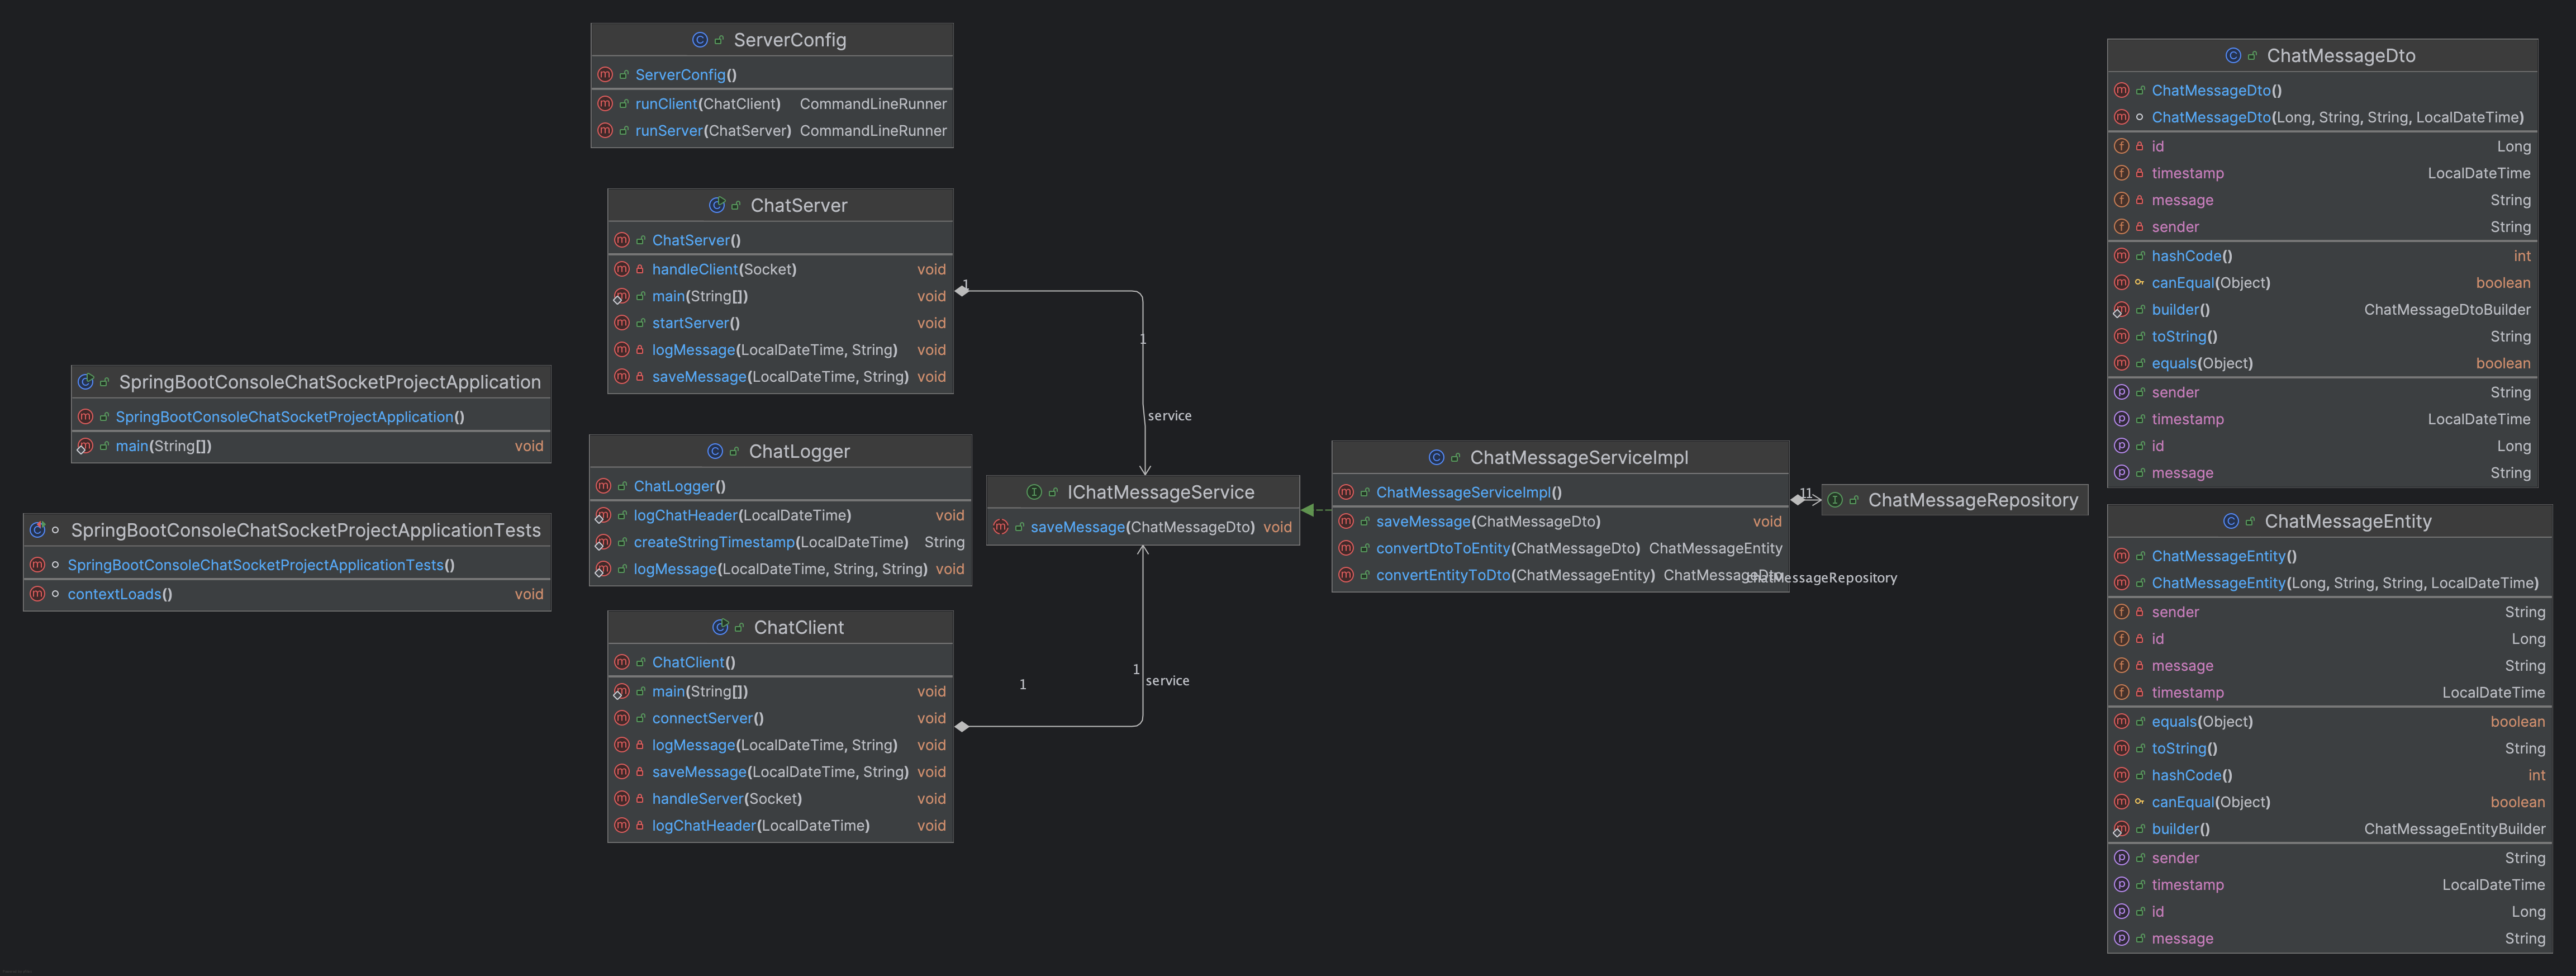 ServerConfig
ServerConfig()
runClient(ChatClient) CommandLineRunner
runServer(ChatServer) CommandLineRunner
ChatServer
ChatServer()
handleClient(Socket) void
main(String[]) void
startServer() void
logMessage(LocalDateTime, String) void
saveMessage(LocalDateTime, String) void
SpringBootConsoleChatSocketProjectApplication
SpringBootConsoleChatSocketProjectApplication()
main(String[]) void
SpringBootConsoleChatSocketProjectApplicationTests
SpringBootConsoleChatSocketProjectApplicationTests()
contextLoads() void
ChatLogger
ChatLogger()
logChatHeader(LocalDateTime) void
createStringTimestamp(LocalDateTime) String
logMessage(LocalDateTime, String, String) void
ChatClient
ChatClient()
main(String[]) void
connectServer() void
logMessage(LocalDateTime, String) void
saveMessage(LocalDateTime, String) void
handleServer(Socket) void
logChatHeader(LocalDateTime) void
1
1
service
IChatMessageService
saveMessage(ChatMessageDto) void
1
1
service
ChatMessageServiceImpl
ChatMessageServiceImpl()
saveMessage(ChatMessageDto) void
convertDtoToEntity(ChatMessageDto) ChatMessageEntity
convertEntityToDto(ChatMessageEntity) ChatMessageDto
11
chatMessageRepository
ChatMessageRepository
ChatMessageDto
ChatMessageDto()
ChatMessageDto(Long, String, String, LocalDateTime)
id Long
timestamp LocalDateTime
message String
sender String
hashCode() int
canEqual(Object) boolean
builder() ChatMessageDtoBuilder
toString() String
equals(Object) boolean
sender String
timestamp LocalDateTime
id Long
message String
ChatMessageEntity
ChatMessageEntity()
ChatMessageEntity(Long, String, String, LocalDateTime)
sender String
id Long
message String
timestamp LocalDateTime
equals(Object) boolean
toString() String
hashCode() int
canEqual(Object) boolean
builder() ChatMessageEntityBuilder
sender String
timestamp LocalDateTime
id Long
message String